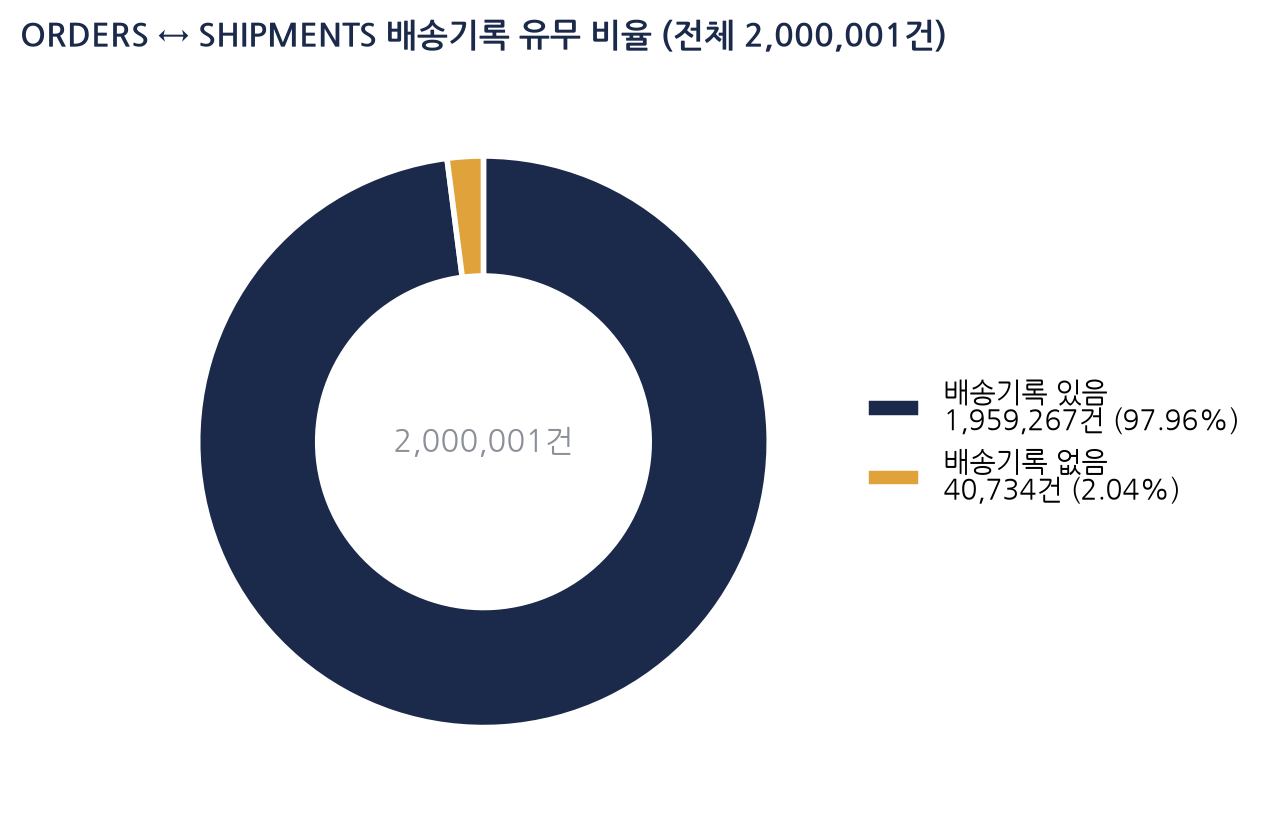 ORDERS ↔ SHIPMENTS 배송기록 유무 비율 (전체 2,000,001건)
2,000,001건
배송기록 있음
1,959,267건 (97.96%)
배송기록 없음
40,734건 (2.04%)